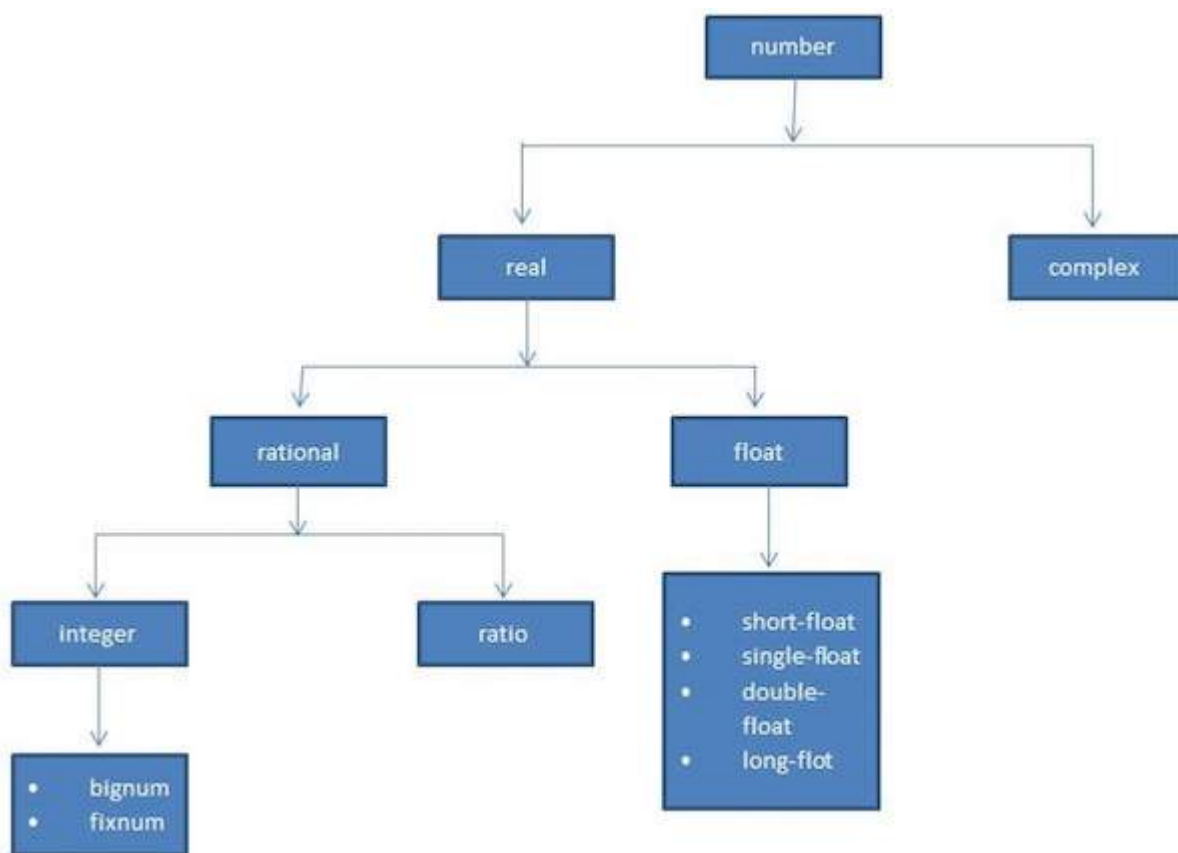 number
real
complex
rational
float
integer
ratio
• short-float
• single-float
• double-
float
• long-flot
• bignum
• fixnum